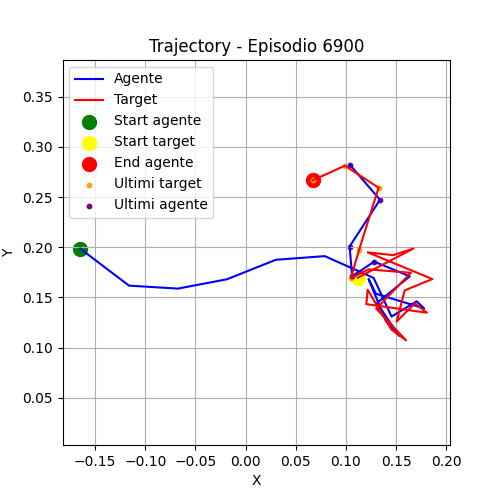 Trajectory - Episodio 6900
Agente
Target
Start agente
Start target
End agente
Ultimi target
Ultimi agente
Y
0.35
0.30
0.25
0.20
0.15
0.10
0.05
−0.15
−0.10
−0.05
0.00
0.05
0.10
0.15
0.20
X